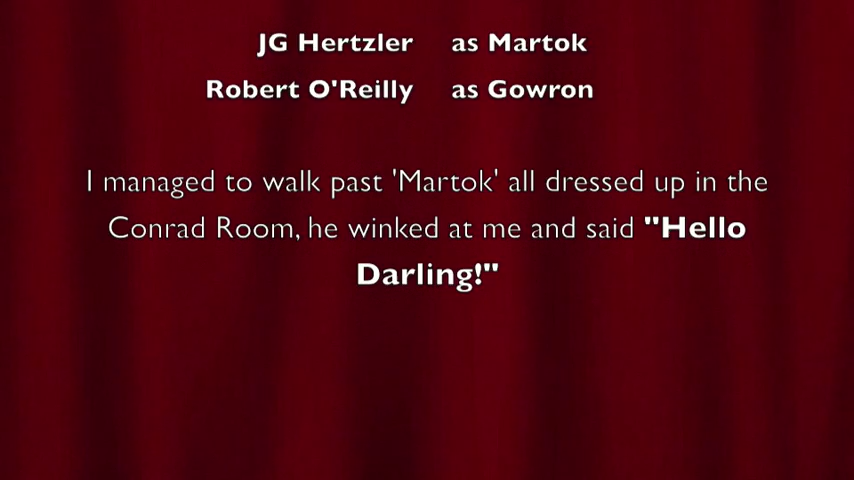 JG Hertzler as Martok
Robert O'Reilly as Gowron
I managed to walk past 'Martok' all dressed up in the
Conrad Room, he winked at me and said "Hello
Darling!"